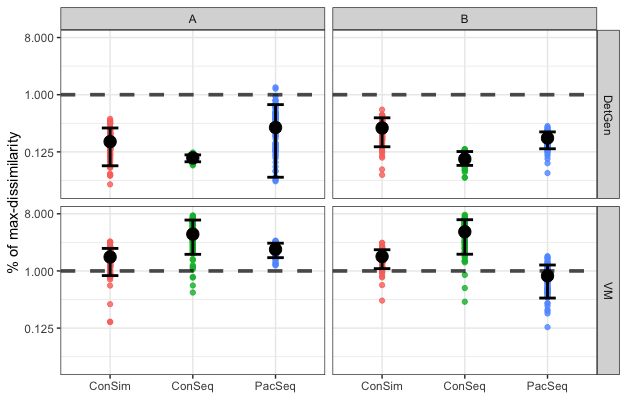 A B
% of max-dissimilarity
8.000
1.000
0.125
DetGen
8.000
1.000
0.125
VM
ConSim ConSeq PacSeq ConSim ConSeq PacSeq